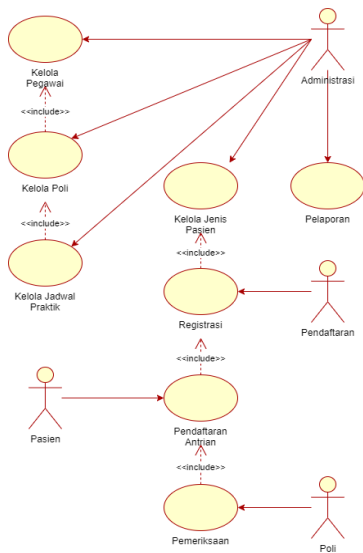 Kelola
Pegawai
Administrasi
<<include>>
Kelola Poli
Kelola Jenis
Pasien
Pelaporan
<<include>>
<<include>>
Kelola Jadwal
Praktik
Registrasi
Pendaftaran
<<include>>
Pasien
Pendaftaran
Antrian
<<include>>
Pemeriksaan
Poli